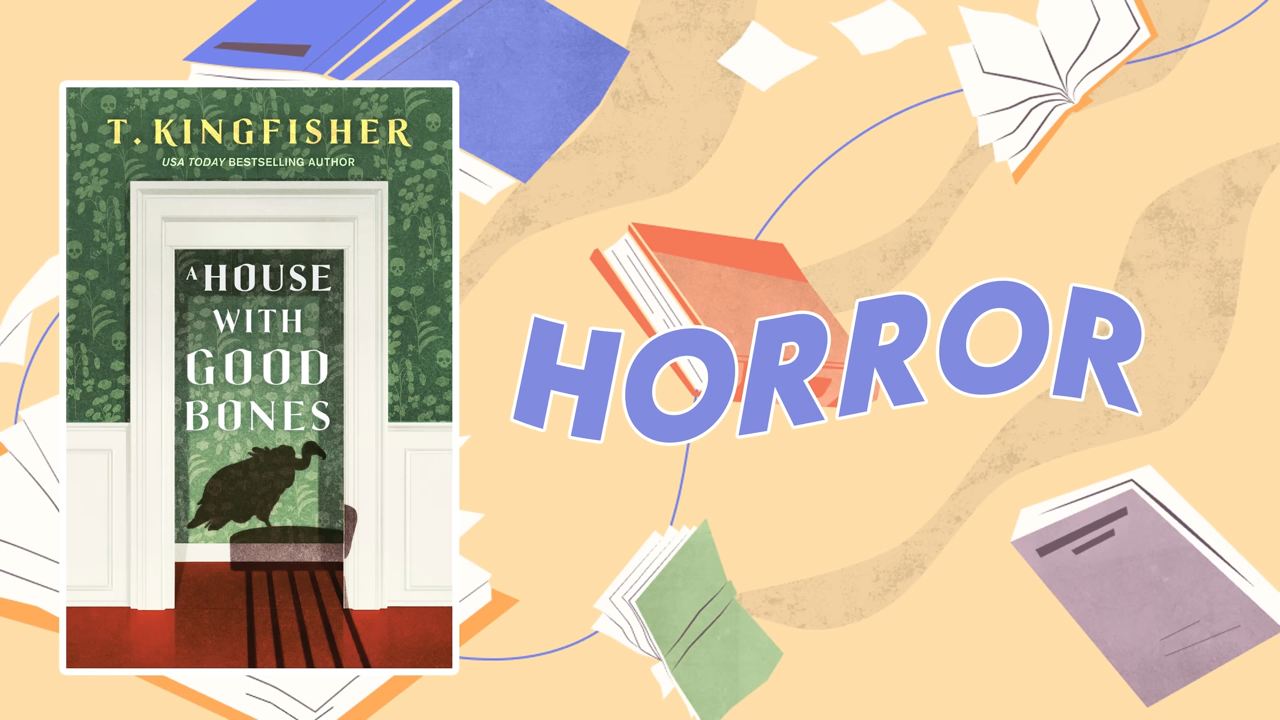 T. KINGFISHER
USA TODAY BESTSELLING AUTHOR
A HOUSE
WITH
GOOD
BONES
HORROR